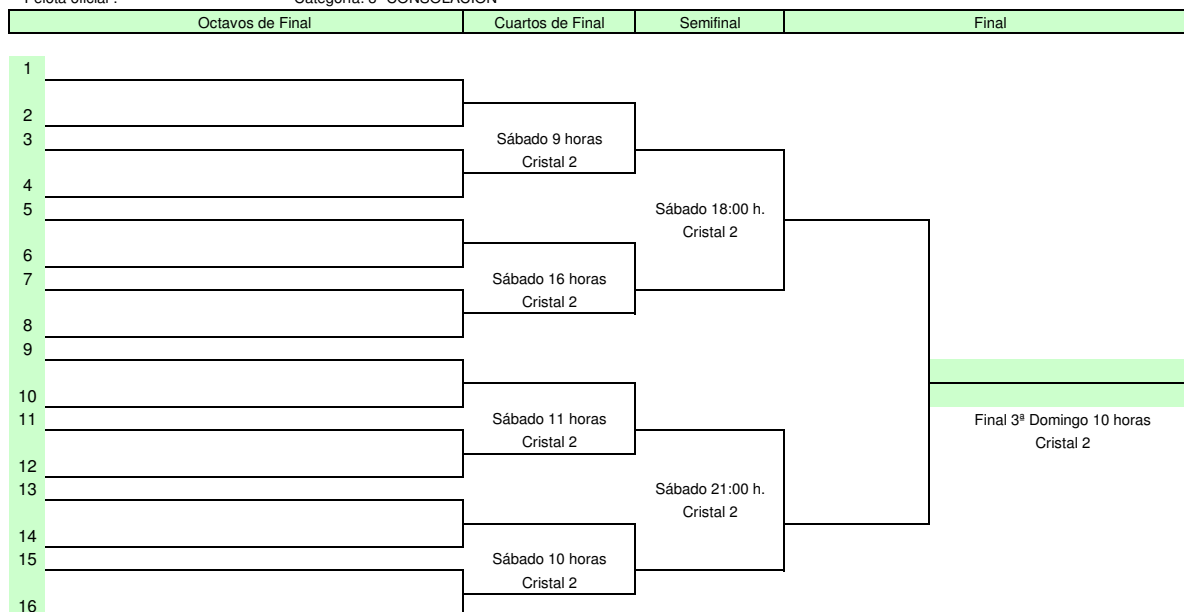 Pelota oficial :
CONSOLACIÓN
Octavos de Final
Cuartos de Final
Semifinal
Final
1
2
3
Sábado 9 horas
Cristal 2
4
5
Sábado 18:00 h.
Cristal 2
6
7
Sábado 16 horas
Cristal 2
8
9
10
11
Sábado 11 horas
Cristal 2
Final 3ª Domingo 10 horas
Cristal 2
12
13
Sábado 21:00 h.
Cristal 2
14
15
Sábado 10 horas
Cristal 2
16